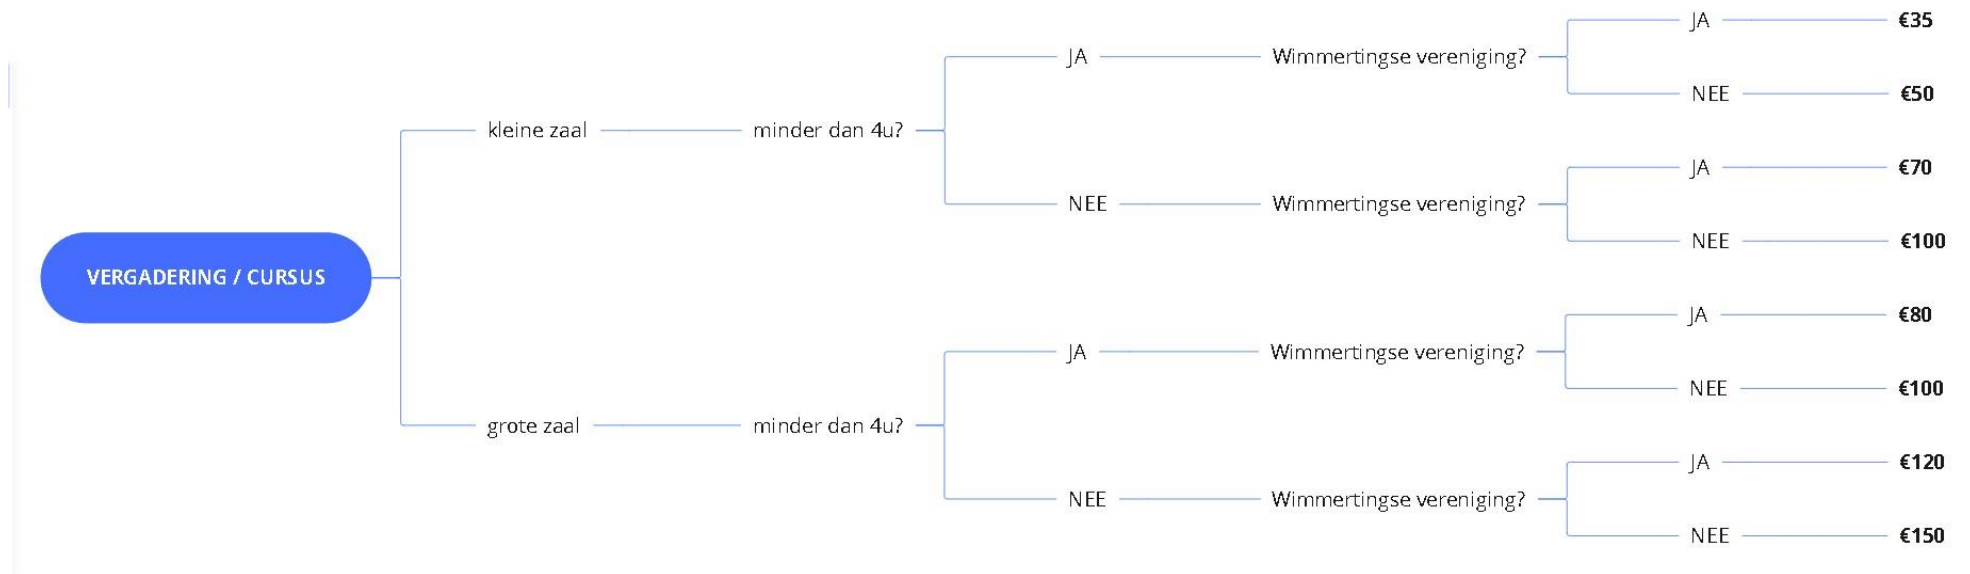 VERGADERING / CURSUS
kleine zaal
minder dan 4u?
JA
Wimmertingse vereniging?
JA
€35
NEE
€50
NEE
Wimmertingse vereniging?
JA
€70
NEE
€100
grote zaal
minder dan 4u?
JA
Wimmertingse vereniging?
JA
€80
NEE
€100
NEE
Wimmertingse vereniging?
JA
€120
NEE
€150